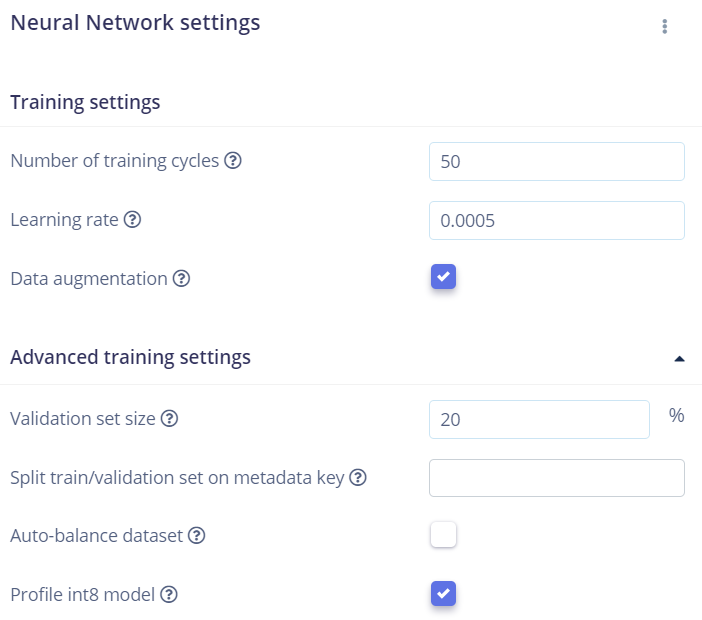 Neural Network settings
Training settings
Number of training cycles ?
50
Learning rate ?
0.0005
Data augmentation ?
Advanced training settings
Validation set size ?
20 %
Split train/validation set on metadata key ?
Auto-balance dataset ?
Profile int8 model ?